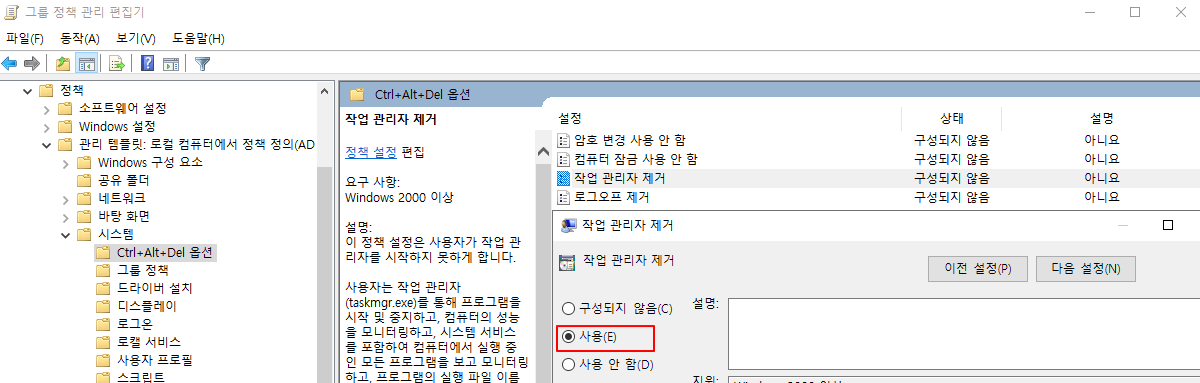 그룹 정책 관리 편집기
파일(F) 동작(A) 보기(V) 도움말(H)
정책
소프트웨어 설정
Windows 설정
관리 템플릿: 로컬 컴퓨터에서 정책 정의(AD
Windows 구성 요소
공유 폴더
네트워크
바탕 화면
시스템
Ctrl+Alt+Del 옵션
그룹 정책
드라이버 설치
디스플레이
로그온
로캘 서비스
사용자 프로필
스크립트
Ctrl+Alt+Del 옵션
작업 관리자 제거
정책 설정 편집
요구 사항:
Windows 2000 이상
설명:
이 정책 설정은 사용자가 작업 관
리자를 시작하지 못하게 합니다.
사용자는 작업 관리자
(taskmgr.exe)를 통해 프로그램을
시작 및 중지하고, 컴퓨터의 성능
을 모니터링하고, 시스템 서비스
를 포함하여 컴퓨터에서 실행 중
인 모든 프로그램을 보고 모니터링
하고, 프로그램의 실행 파일 이름
설정 상태 설명
암호 변경 사용 안 함 구성되지 않음 아니요
컴퓨터 잠금 사용 안 함 구성되지 않음 아니요
작업 관리자 제거 구성되지 않음 아니요
로그오프 제거 구성되지 않음 아니요
작업 관리자 제거
작업 관리자 제거
이전 설정(P) 다음 설정(N)
구성되지 않음(C) 설명:
사용(E)
사용 안 함(D)
지원: Windows 2000 이상